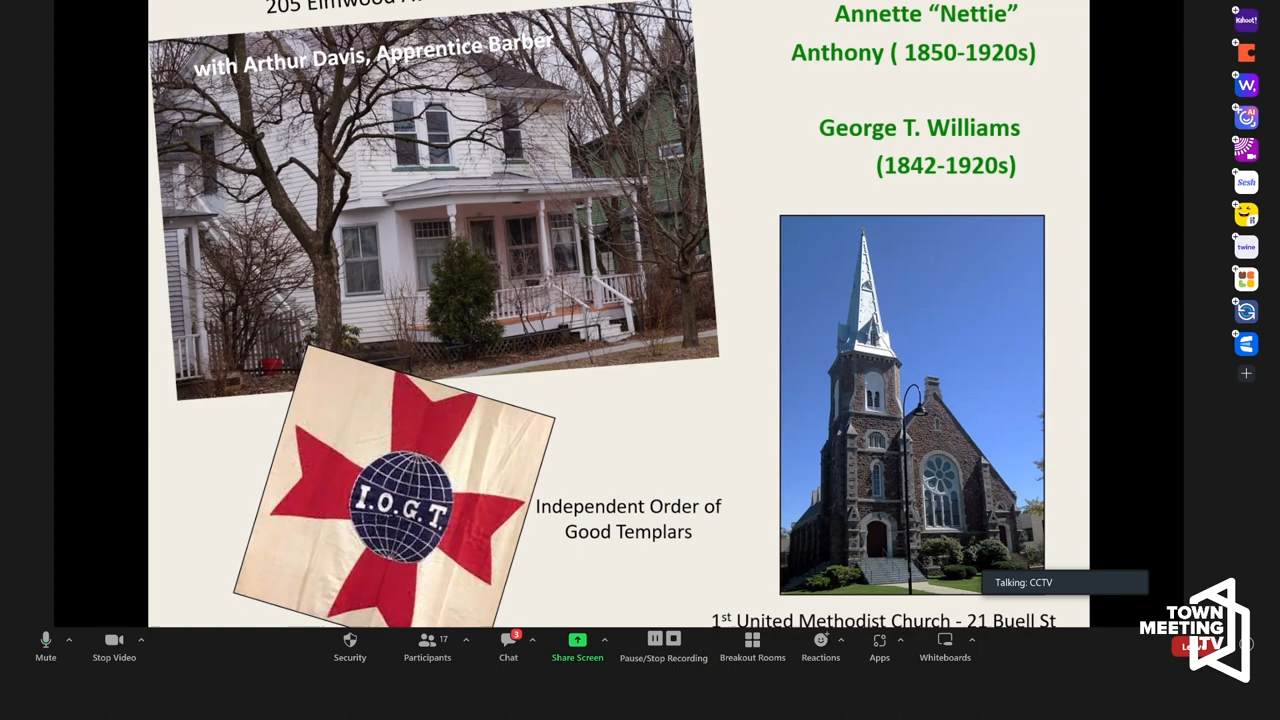 205 Elmwood
with Arthur Davis, Apprentice Barber
Annette “Nettie”
Anthony ( 1850-1920s)
George T. Williams
(1842-1920s)
I.O.G.T.
Independent Order of
Good Templars
1st United Methodist Church - 21 Buell St
Talking: CCTV
Kahoot!
W,
AI
Sesh
twine
TOWN
MEETING
TV
Mute
Stop Video
Security
Participants
17
Chat
3
Share Screen
Pause/Stop Recording
Breakout Rooms
Reactions
Apps
Whiteboards